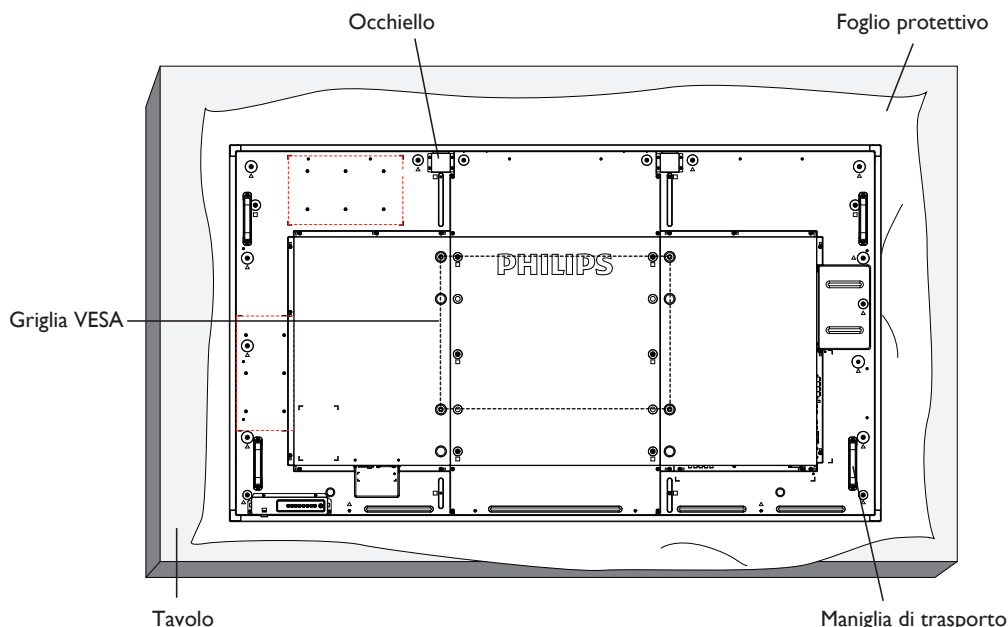 Occhiello
Foglio protettivo
PHILIPS
Griglia VESA
Tavolo
Maniglia di trasporto